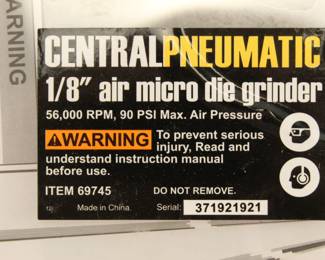 WARNING
CENTRALPNEUMATIC
1/8" air micro die grinder
56,000 RPM, 90 PSI Max. Air Pressure
WARNING To prevent serious
injury, Read and
understand instruction manual
before use.
ITEM 69745 DO NOT REMOVE.
Made in China. Serial: 371921921